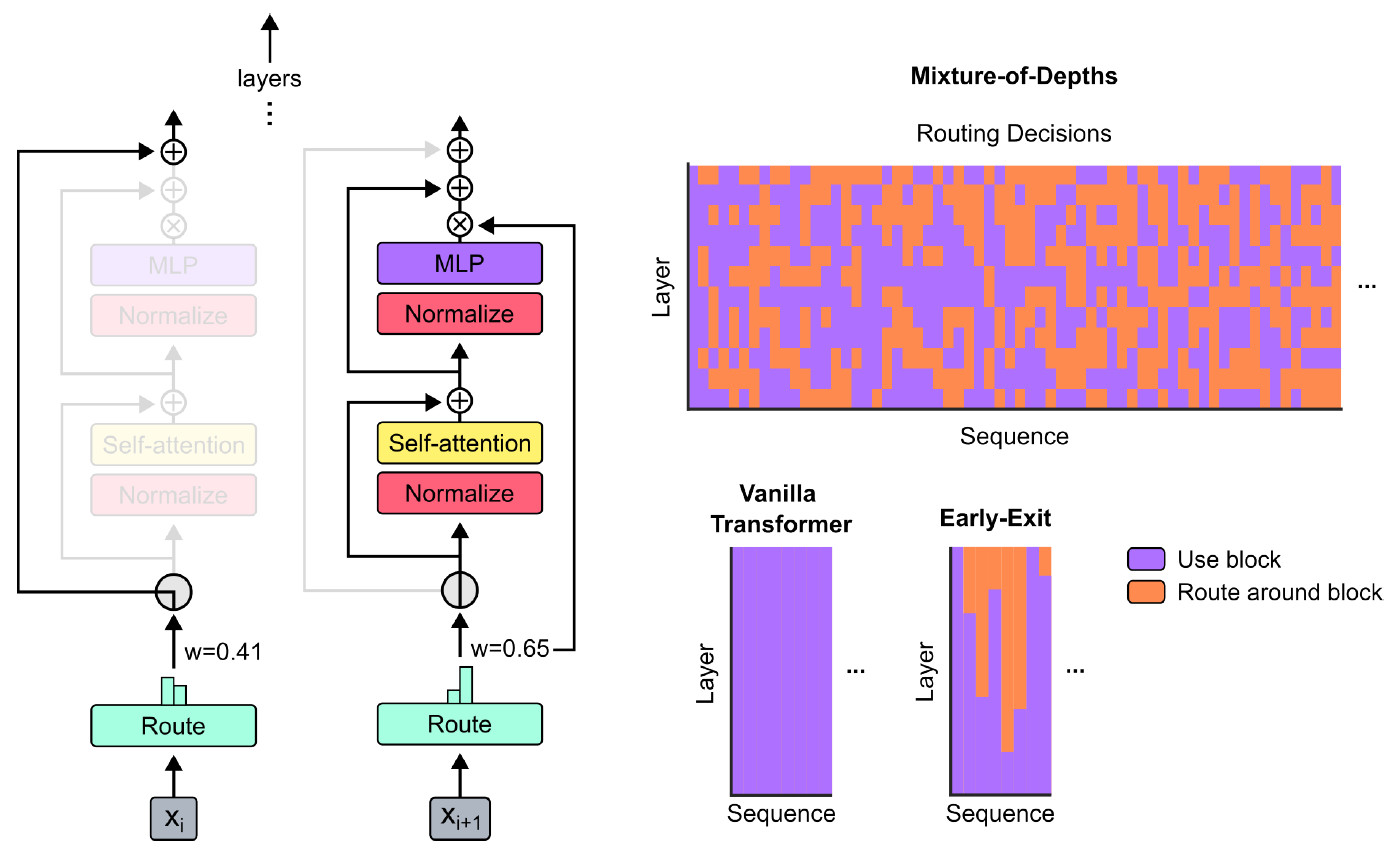 layers
...
MLP
Normalize
Self-attention
Normalize
w=0.41
Route
xᵢ
MLP
Normalize
Self-attention
Normalize
w=0.65
Route
xᵢ₊₁
Mixture-of-Depths
Routing Decisions
Layer
...
Sequence
Vanilla
Transformer
Layer
...
Sequence
Early-Exit
Layer
...
Sequence
Use block
Route around block